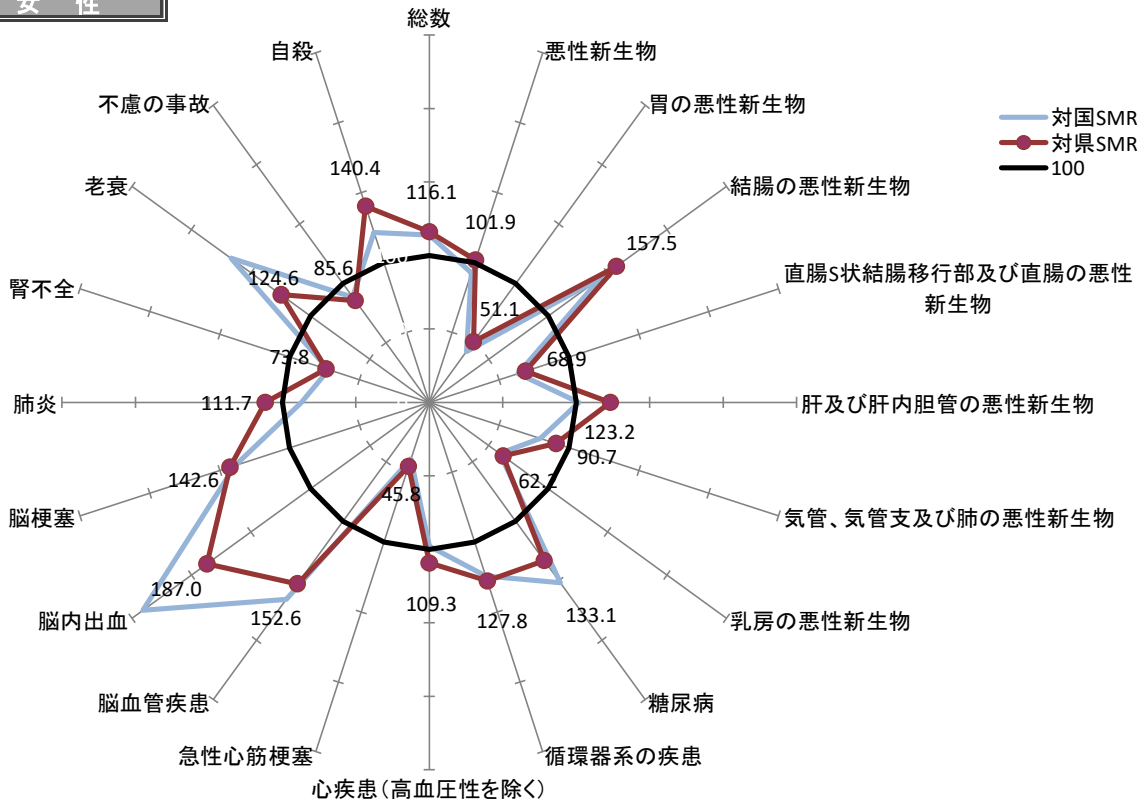 女 性
総数
自殺
悪性新生物
不慮の事故
胃の悪性新生物
対国SMR
対県SMR
100
老衰
結腸の悪性新生物
140.4
116.1
101.9
157.5
直腸S状結腸移行部及び直腸の悪性
新生物
腎不全
124.6
85.6
51.1
73.8
68.9
肺炎
111.7
肝及び肝内胆管の悪性新生物
123.2
90.7
142.6
45.8
脳梗塞
気管、気管支及び肺の悪性新生物
187.0
脳内出血
152.6
109.3
127.8
133.1
乳房の悪性新生物
脳血管疾患
糖尿病
急性心筋梗塞
循環器系の疾患
心疾患(高血圧性を除く)